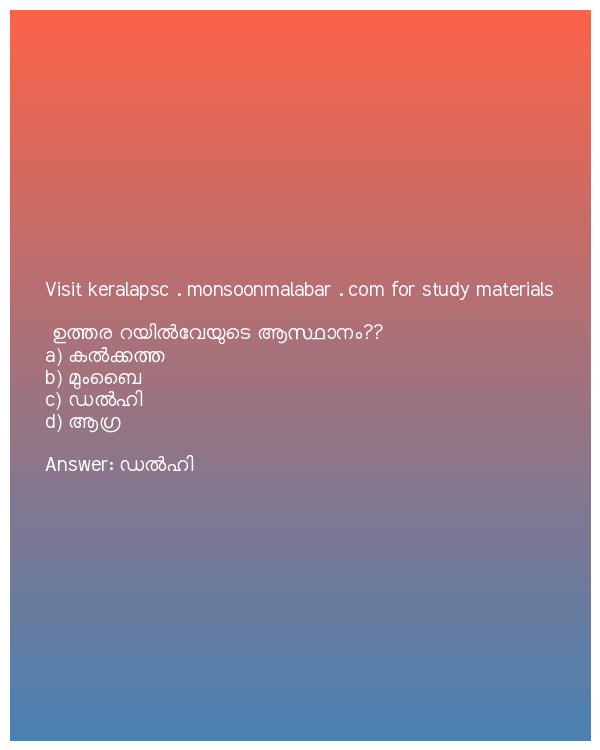 Visit keralapsc . monsoonmalabar . com for study materials
ഉത്തര റയിൽവേയുടെ ആസ്ഥാനം??
a) കൽക്കത്ത
b) മുംബൈ
c) ഡൽഹി
d) ആഗ്ര
Answer: ഡൽഹി